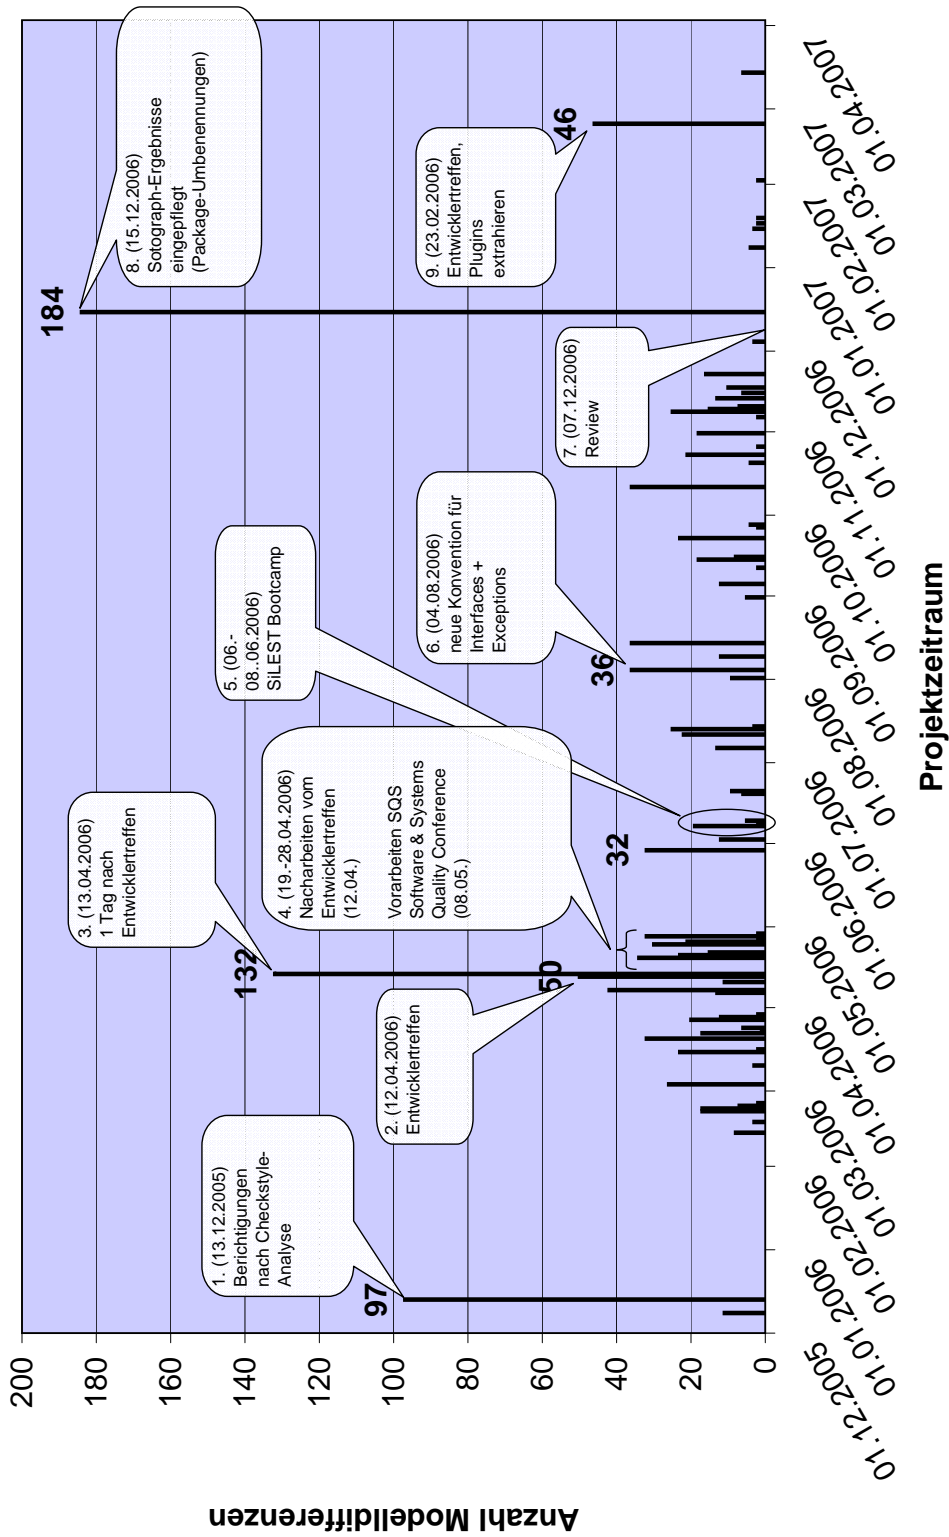 Anzahl Modelldifferenzen
200
180
160
140
120
100
80
60
40
20
0
1. (13.12.2005)
Berichtigungen
nach Checkstyle-
Analyse
97
2. (12.04.2006)
Entwicklertreffen
50
3. (13.04.2006)
1 Tag nach
Entwicklertreffen
132
4. (19.-28.04.2006)
Nacharbeiten vom
Entwicklertreffen
(12.04.)
Vorarbeiten SQS
Software & Systems
Quality Conference
(08.05.)
32
5. (06.-
08..06.2006)
SiLEST Bootcamp
6. (04.08.2006)
neue Konvention für
Interfaces +
Exceptions
36
7. (07.12.2006)
Review
8. (15.12.2006)
Sotograph-Ergebnisse
eingepflegt
(Package-Umbenennungen)
184
9. (23.02.2006)
Entwicklertreffen,
Plugins
extrahieren
46
01.12.2005
01.01.2006
01.02.2006
01.03.2006
01.04.2006
01.05.2006
01.06.2006
01.07.2006
01.08.2006
01.09.2006
01.10.2006
01.11.2006
01.12.2006
01.01.2007
01.02.2007
01.03.2007
01.04.2007
Projektzeitraum